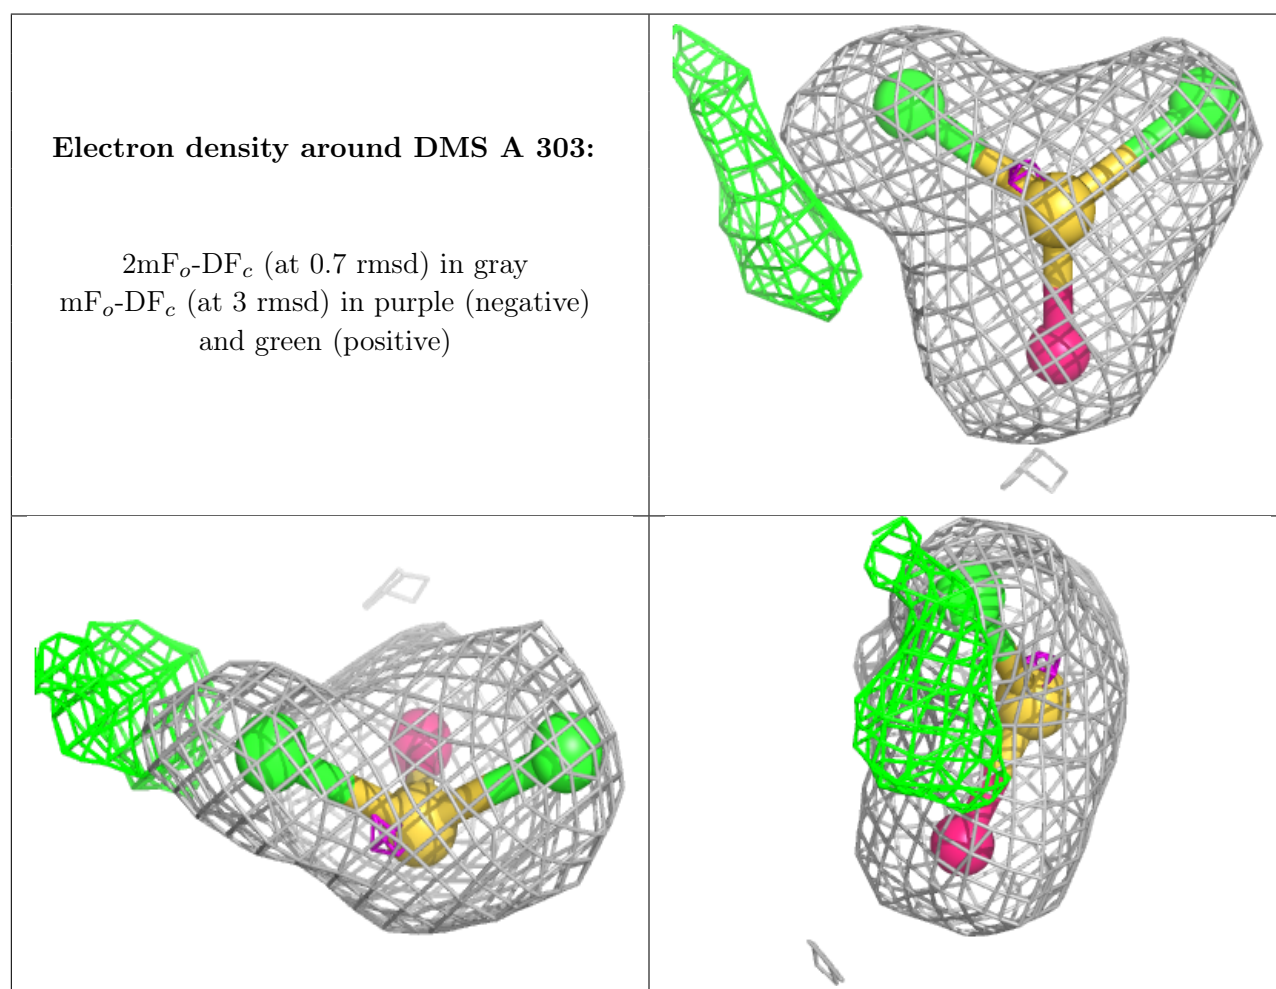 Electron density around DMS A 303:
2mFo-DFc (at 0.7 rmsd) in gray
mFo-DFc (at 3 rmsd) in purple (negative)
and green (positive)